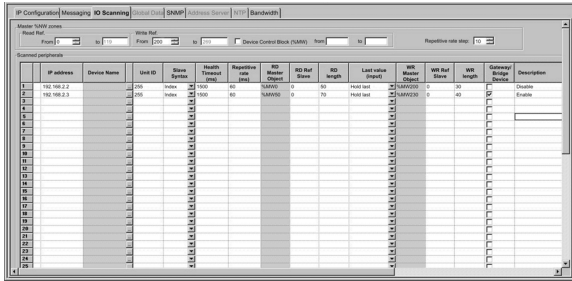 IP Configuration Messaging IO Scanning Global Data SNMP Address Server NTP Bandwidth
Master %NW zones
Read Ref. Write Ref:
From 0 to 119 From 200 to Device Control Block (%MW) from to Repetitive rate step: 10
Scanned peripherals
IP address Device Name Unit ID Slave Syntax Health Timeout (ms) Repetitive rate (ms) RD Master Object RD Ref Slave RD length Last value (input) WR Master Object WR Ref Slave WR length Gateway/ Bridge Device Description
1 192.168.2.2 ... 255 Index 1500 60 %MW0 0 50 Hold last %MW200 0 30 Disable
2 192.168.2.3 ... 255 Index 1500 60 %MW50 0 70 Hold last %MW230 0 40 Enable
3 ...
4 ...
5 ...
6 ...
7 ...
8 ...
9 ...
10 ...
11 ...
12 ...
13 ...
14 ...
15 ...
16 ...
17 ...
18 ...
19 ...
20 ...
21 ...
22 ...
23 ...
24 ...
25 ...